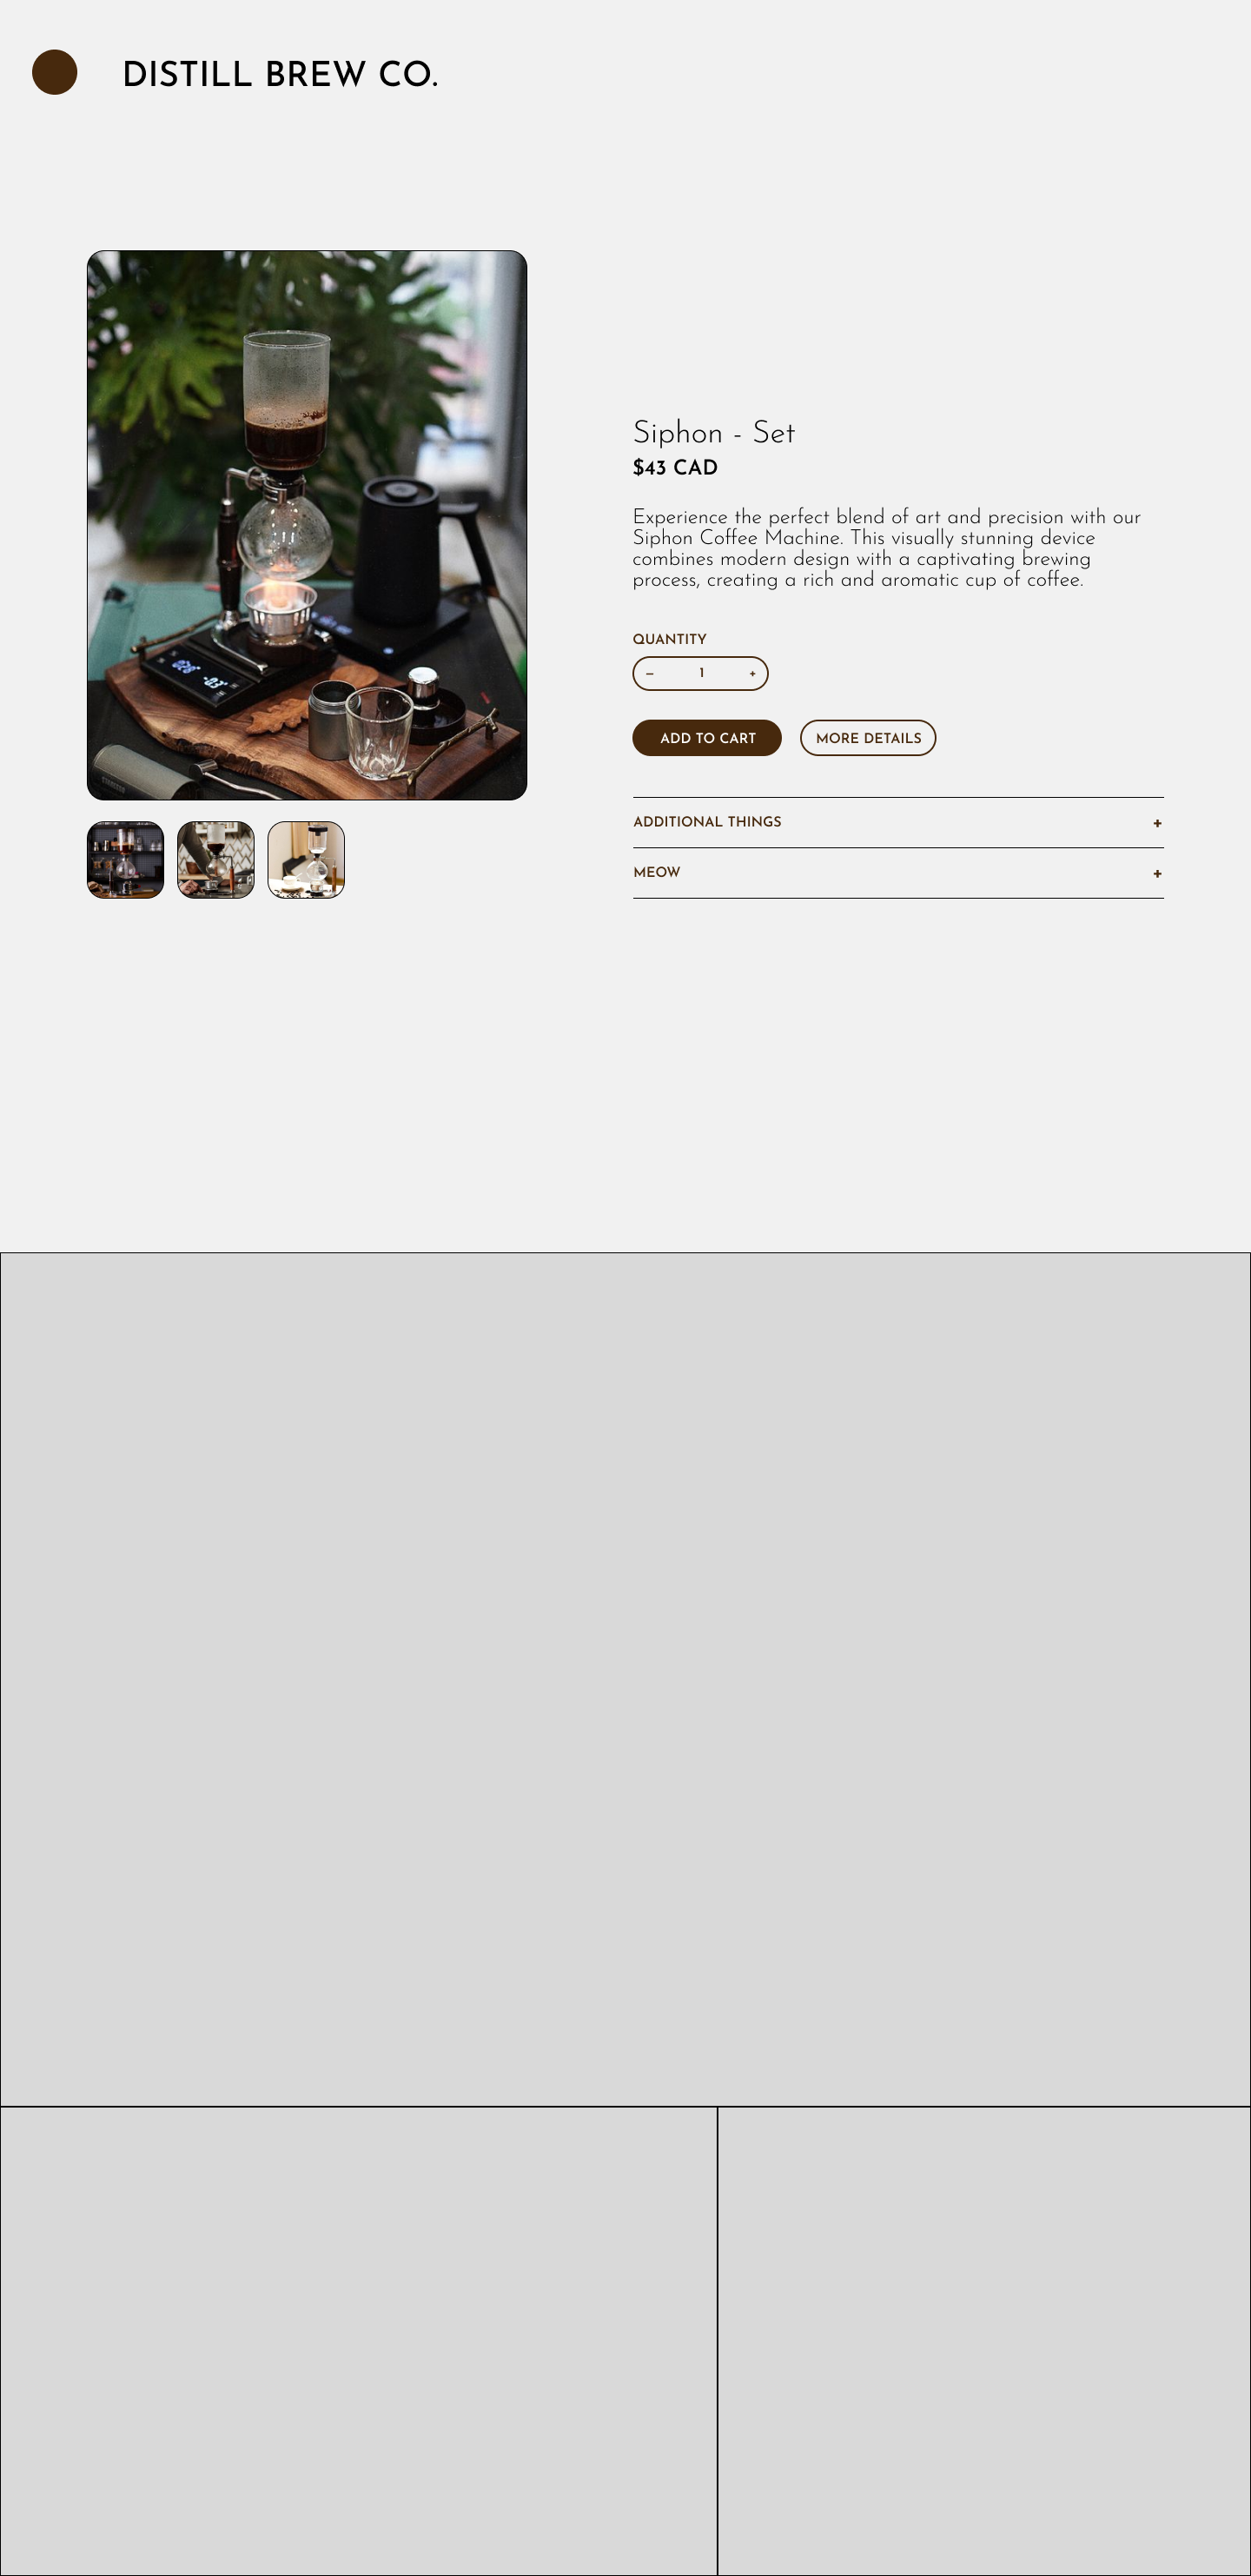 DISTILL BREW CO.
Siphon - Set
$43 CAD
Experience the perfect blend of art and precision with our
Siphon Coffee Machine. This visually stunning device
combines modern design with a captivating brewing
process, creating a rich and aromatic cup of coffee.
QUANTITY
– 1 +
ADD TO CART
MORE DETAILS
ADDITIONAL THINGS +
MEOW +